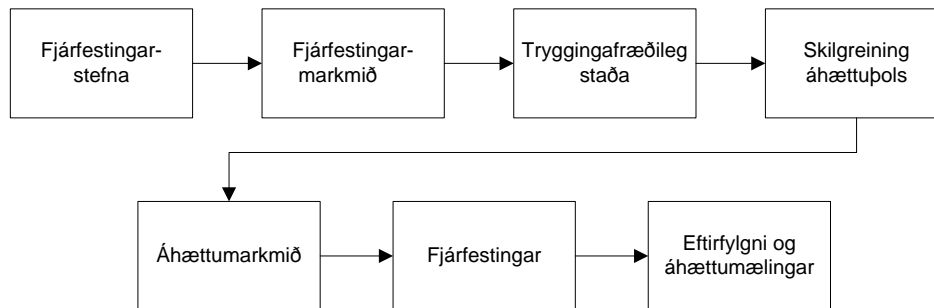 Fjárfestingar-
stefna
Fjárfestingar-
markmið
Tryggingafræðileg
staða
Skilgreining
áhættuþols
Áhættumarkmið
Fjárfestingar
Eftirfylgni og
áhættumælingar